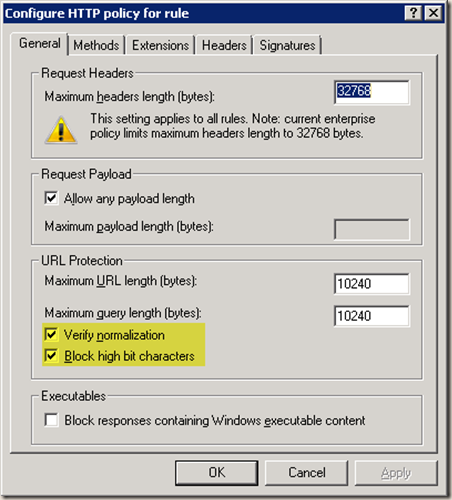 Configure HTTP policy for rule
General Methods Extensions Headers Signatures
Request Headers
Maximum headers length (bytes): 32768
This setting applies to all rules. Note: current enterprise
policy limits maximum headers length to 32768 bytes.
Request Payload
Allow any payload length
Maximum payload length (bytes):
URL Protection
Maximum URL length (bytes): 10240
Maximum query length (bytes): 10240
Verify normalization
Block high bit characters
Executables
Block responses containing Windows executable content
OK Cancel Apply